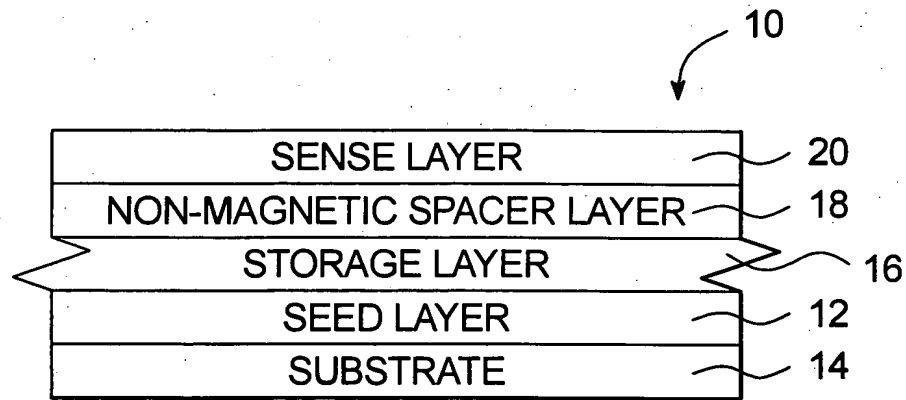 10
SENSE LAYER 20
NON-MAGNETIC SPACER LAYER 18
STORAGE LAYER 16
SEED LAYER 12
SUBSTRATE 14